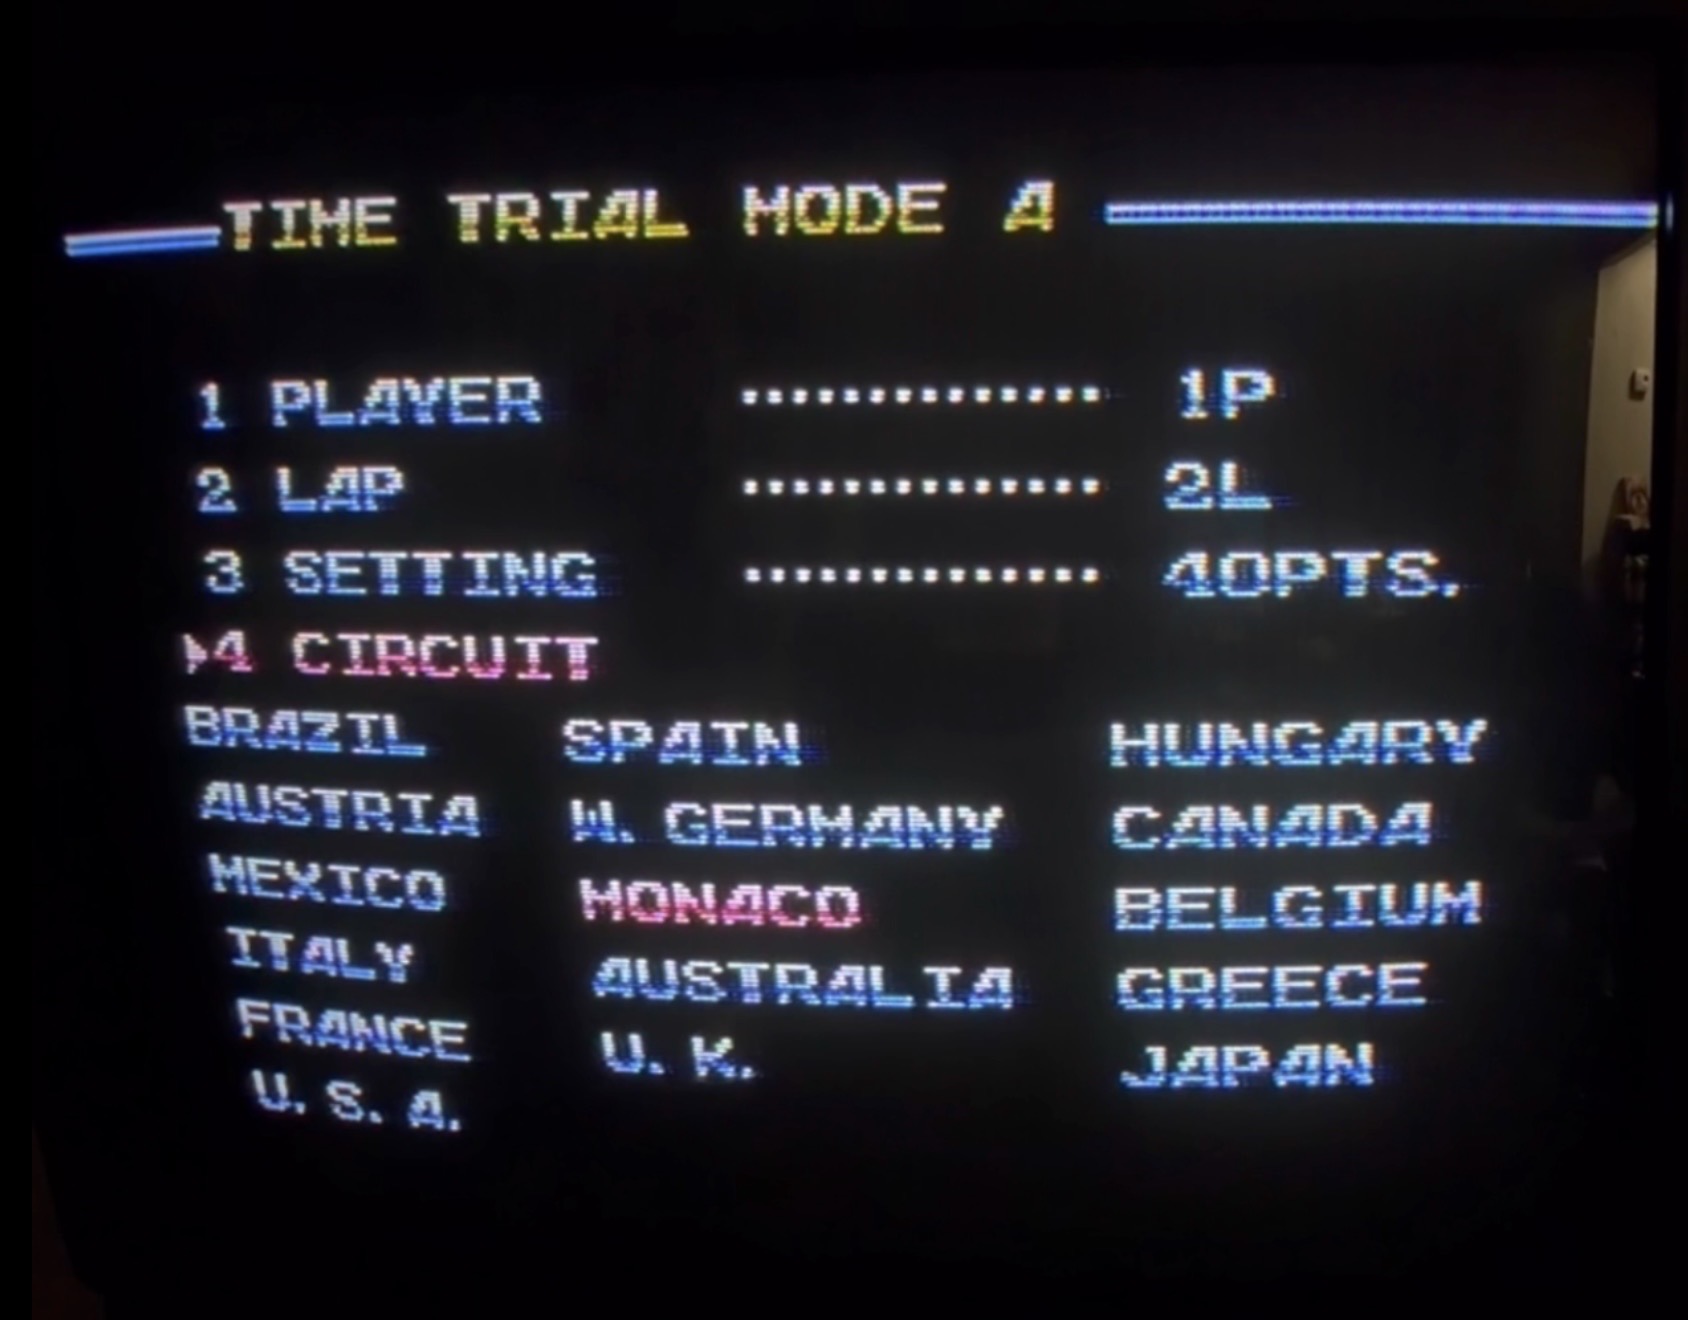 TIME TRIAL MODE A
1 PLAYER .............. 1P
2 LAP .............. 2L
3 SETTING .............. 40PTS.
▶4 CIRCUIT
BRAZIL SPAIN HUNGARY
AUSTRIA W. GERMANY CANADA
MEXICO MONACO BELGIUM
ITALY AUSTRALIA GREECE
FRANCE U. K. JAPAN
U. S. A.